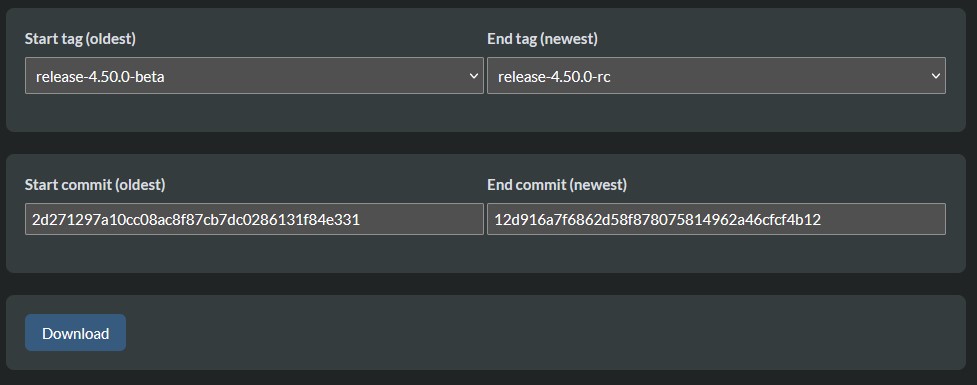 Start tag (oldest) End tag (newest)
release-4.50.0-beta release-4.50.0-rc
Start commit (oldest) End commit (newest)
2d271297a10cc08ac8f87cb7dc0286131f84e331 12d916a7f6862d58f878075814962a46cfcf4b12
Download